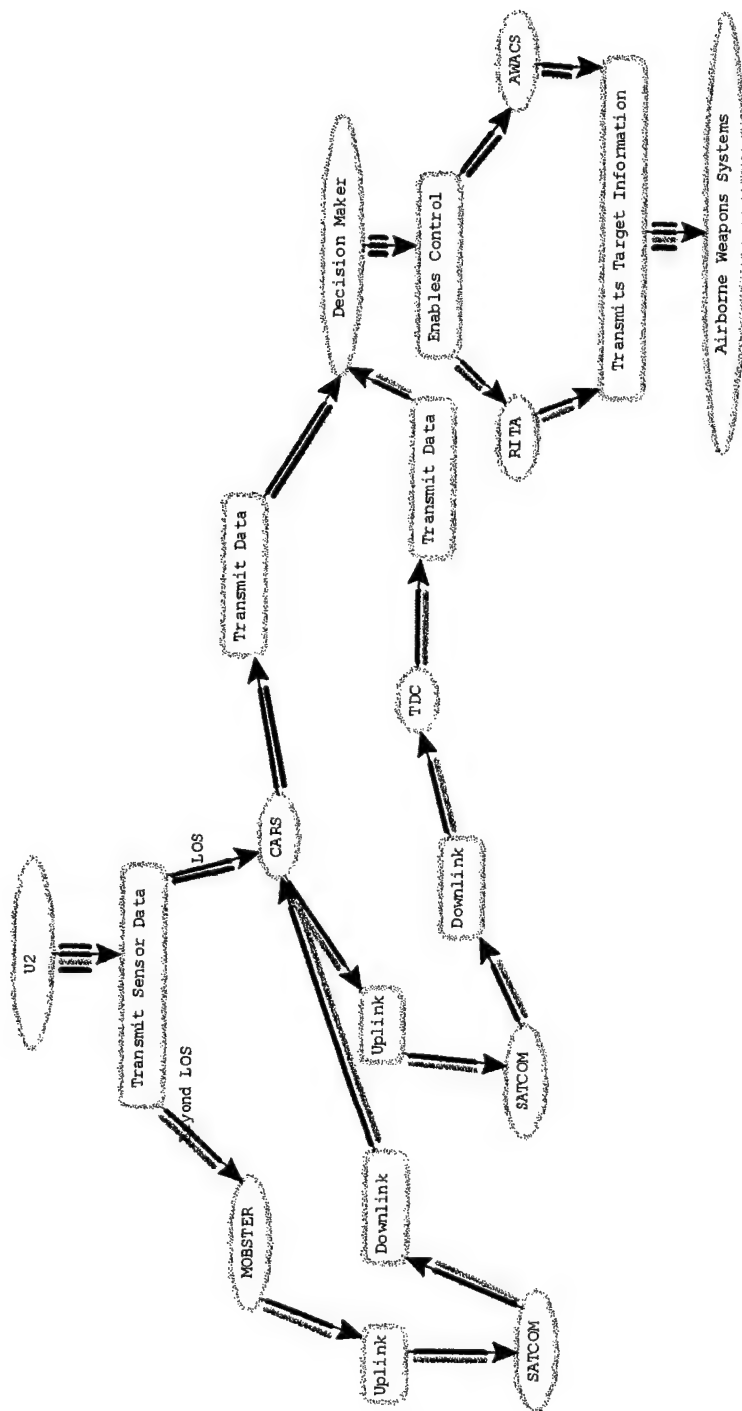 U2
Transmit Sensor Data
LOS
yond LOS
MOBSTER
CARS
Uplink
SATCOM
Downlink
Uplink
SATCOM
Downlink
TDC
Transmit Data
Transmit Data
Decision Maker
Enables Control
RITA
AWACS
Transmits Target Information
Airborne Weapons Systems